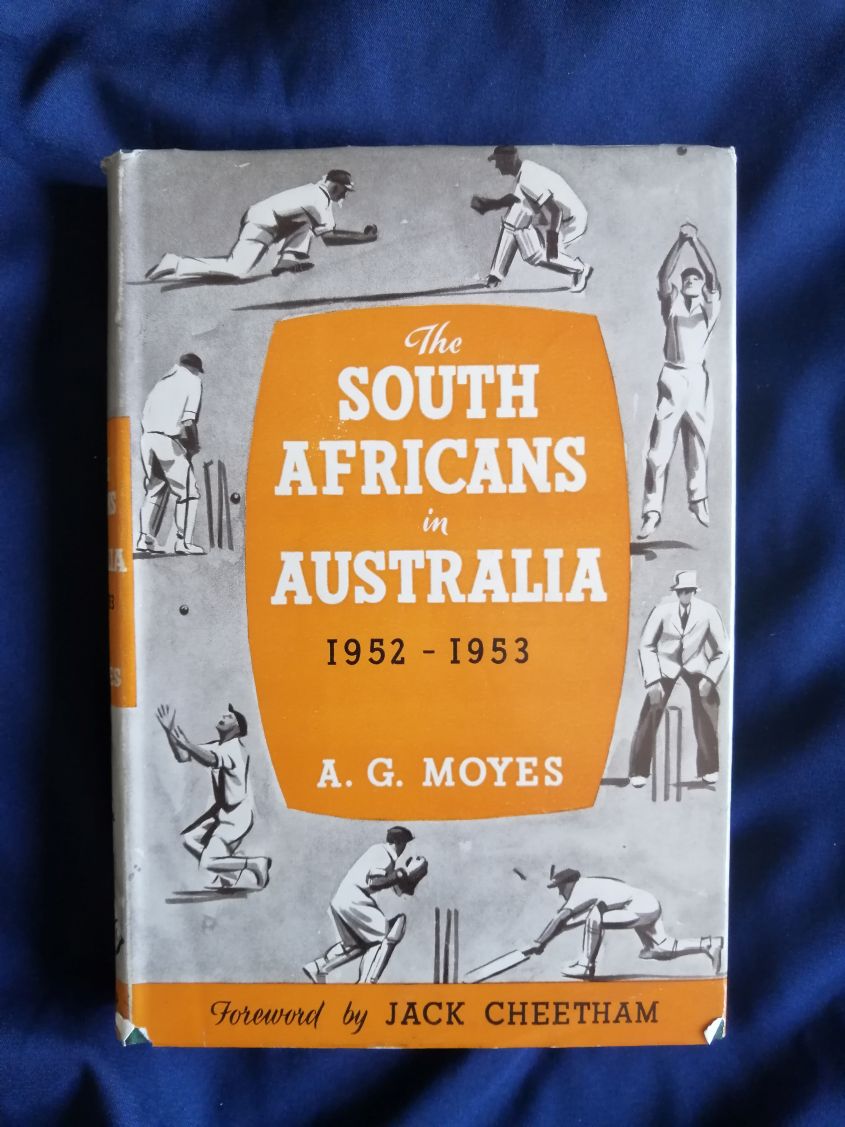 The
SOUTH
AFRICANS
in
AUSTRALIA
1952 - 1953
A. G. MOYES
Foreword by JACK CHEETHAM